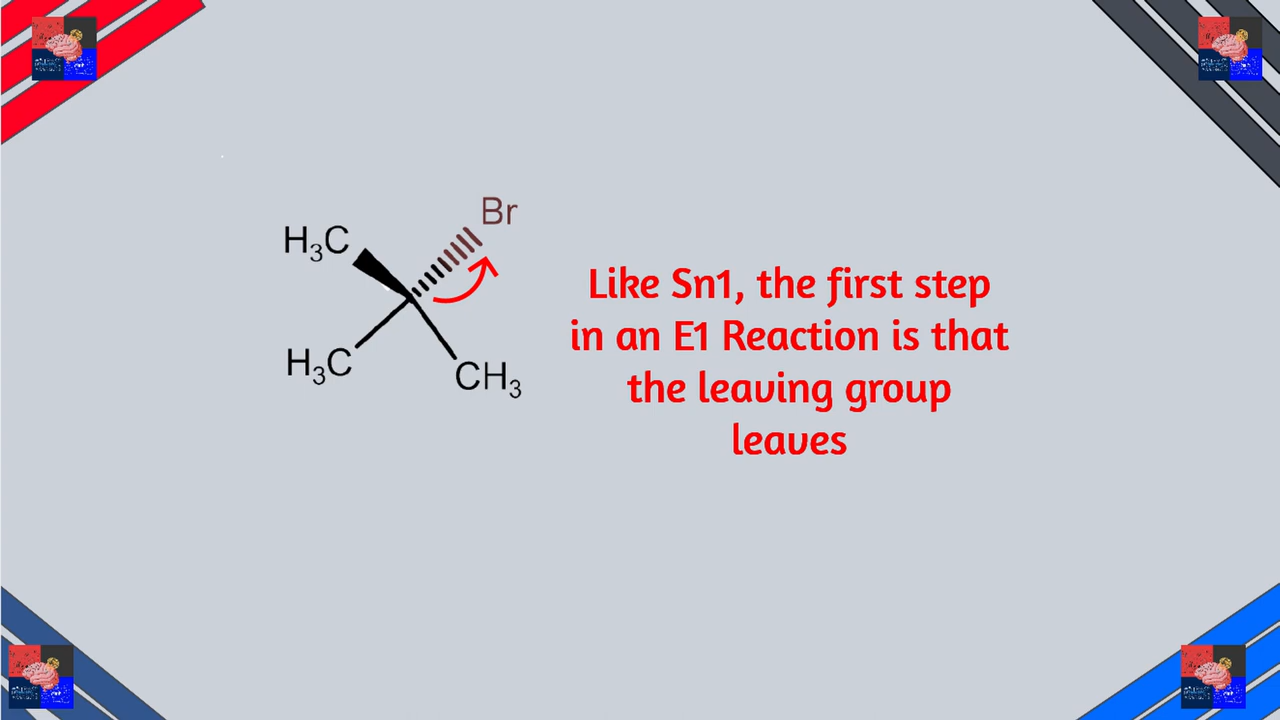 Br
H₃C
H₃C
CH₃
Like Sn1, the first step
in an E1 Reaction is that
the leaving group
leaves